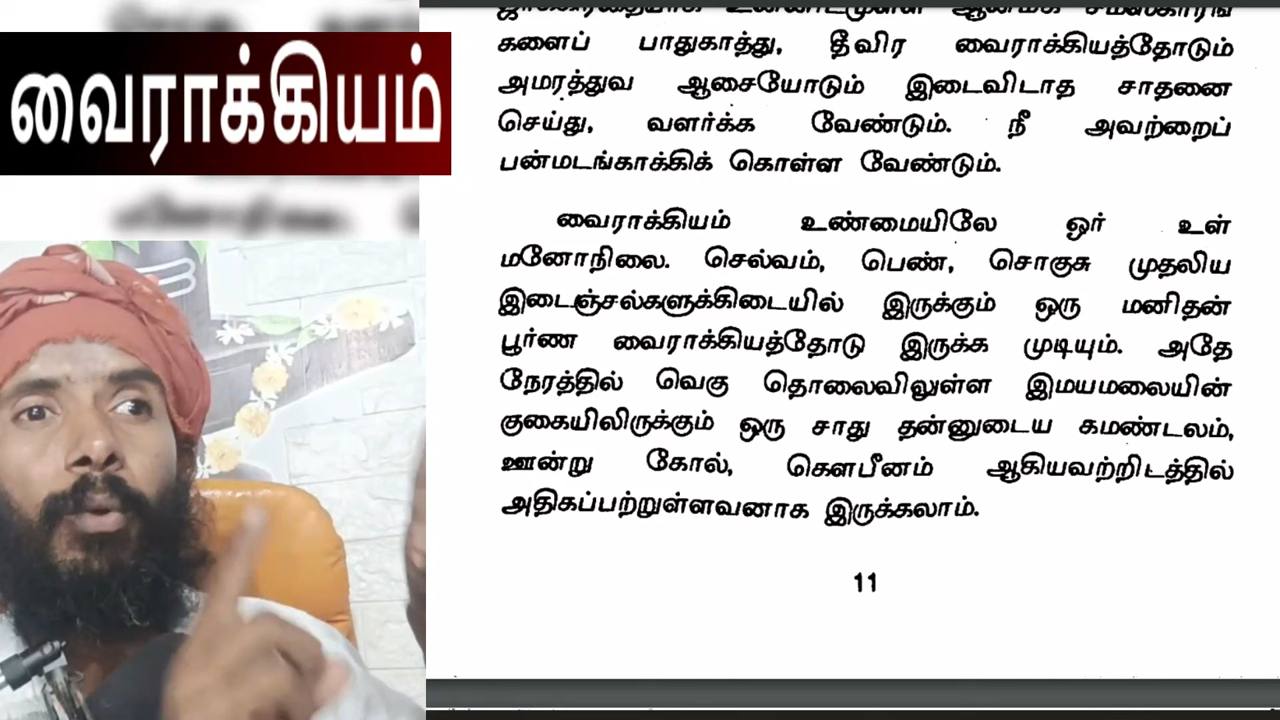 வைராக்கியம்
களைப் பாதுகாத்து, தீவிர வைராக்கியத்தோடும்
அமரத்துவ ஆசையோடும் இடைவிடாத சாதனை
செய்து, வளர்க்க வேண்டும். நீ அவற்றைப்
பன்மடங்காக்கிக் கொள்ள வேண்டும்.
வைராக்கியம் உண்மையிலே ஓர் உள்
மனோநிலை. செல்வம், பெண், சொகுசு முதலிய
இடைஞ்சல்களுக்கிடையில் இருக்கும் ஒரு மனிதன்
பூர்ண வைராக்கியத்தோடு இருக்க முடியும். அதே
நேரத்தில் வெகு தொலைவிலுள்ள இமயமலையின்
குகையிலிருக்கும் ஒரு சாது தன்னுடைய கமண்டலம்,
ஊன்று கோல், கௌபீனம் ஆகியவற்றிடத்தில்
அதிகப்பற்றுள்ளவனாக இருக்கலாம்.
11